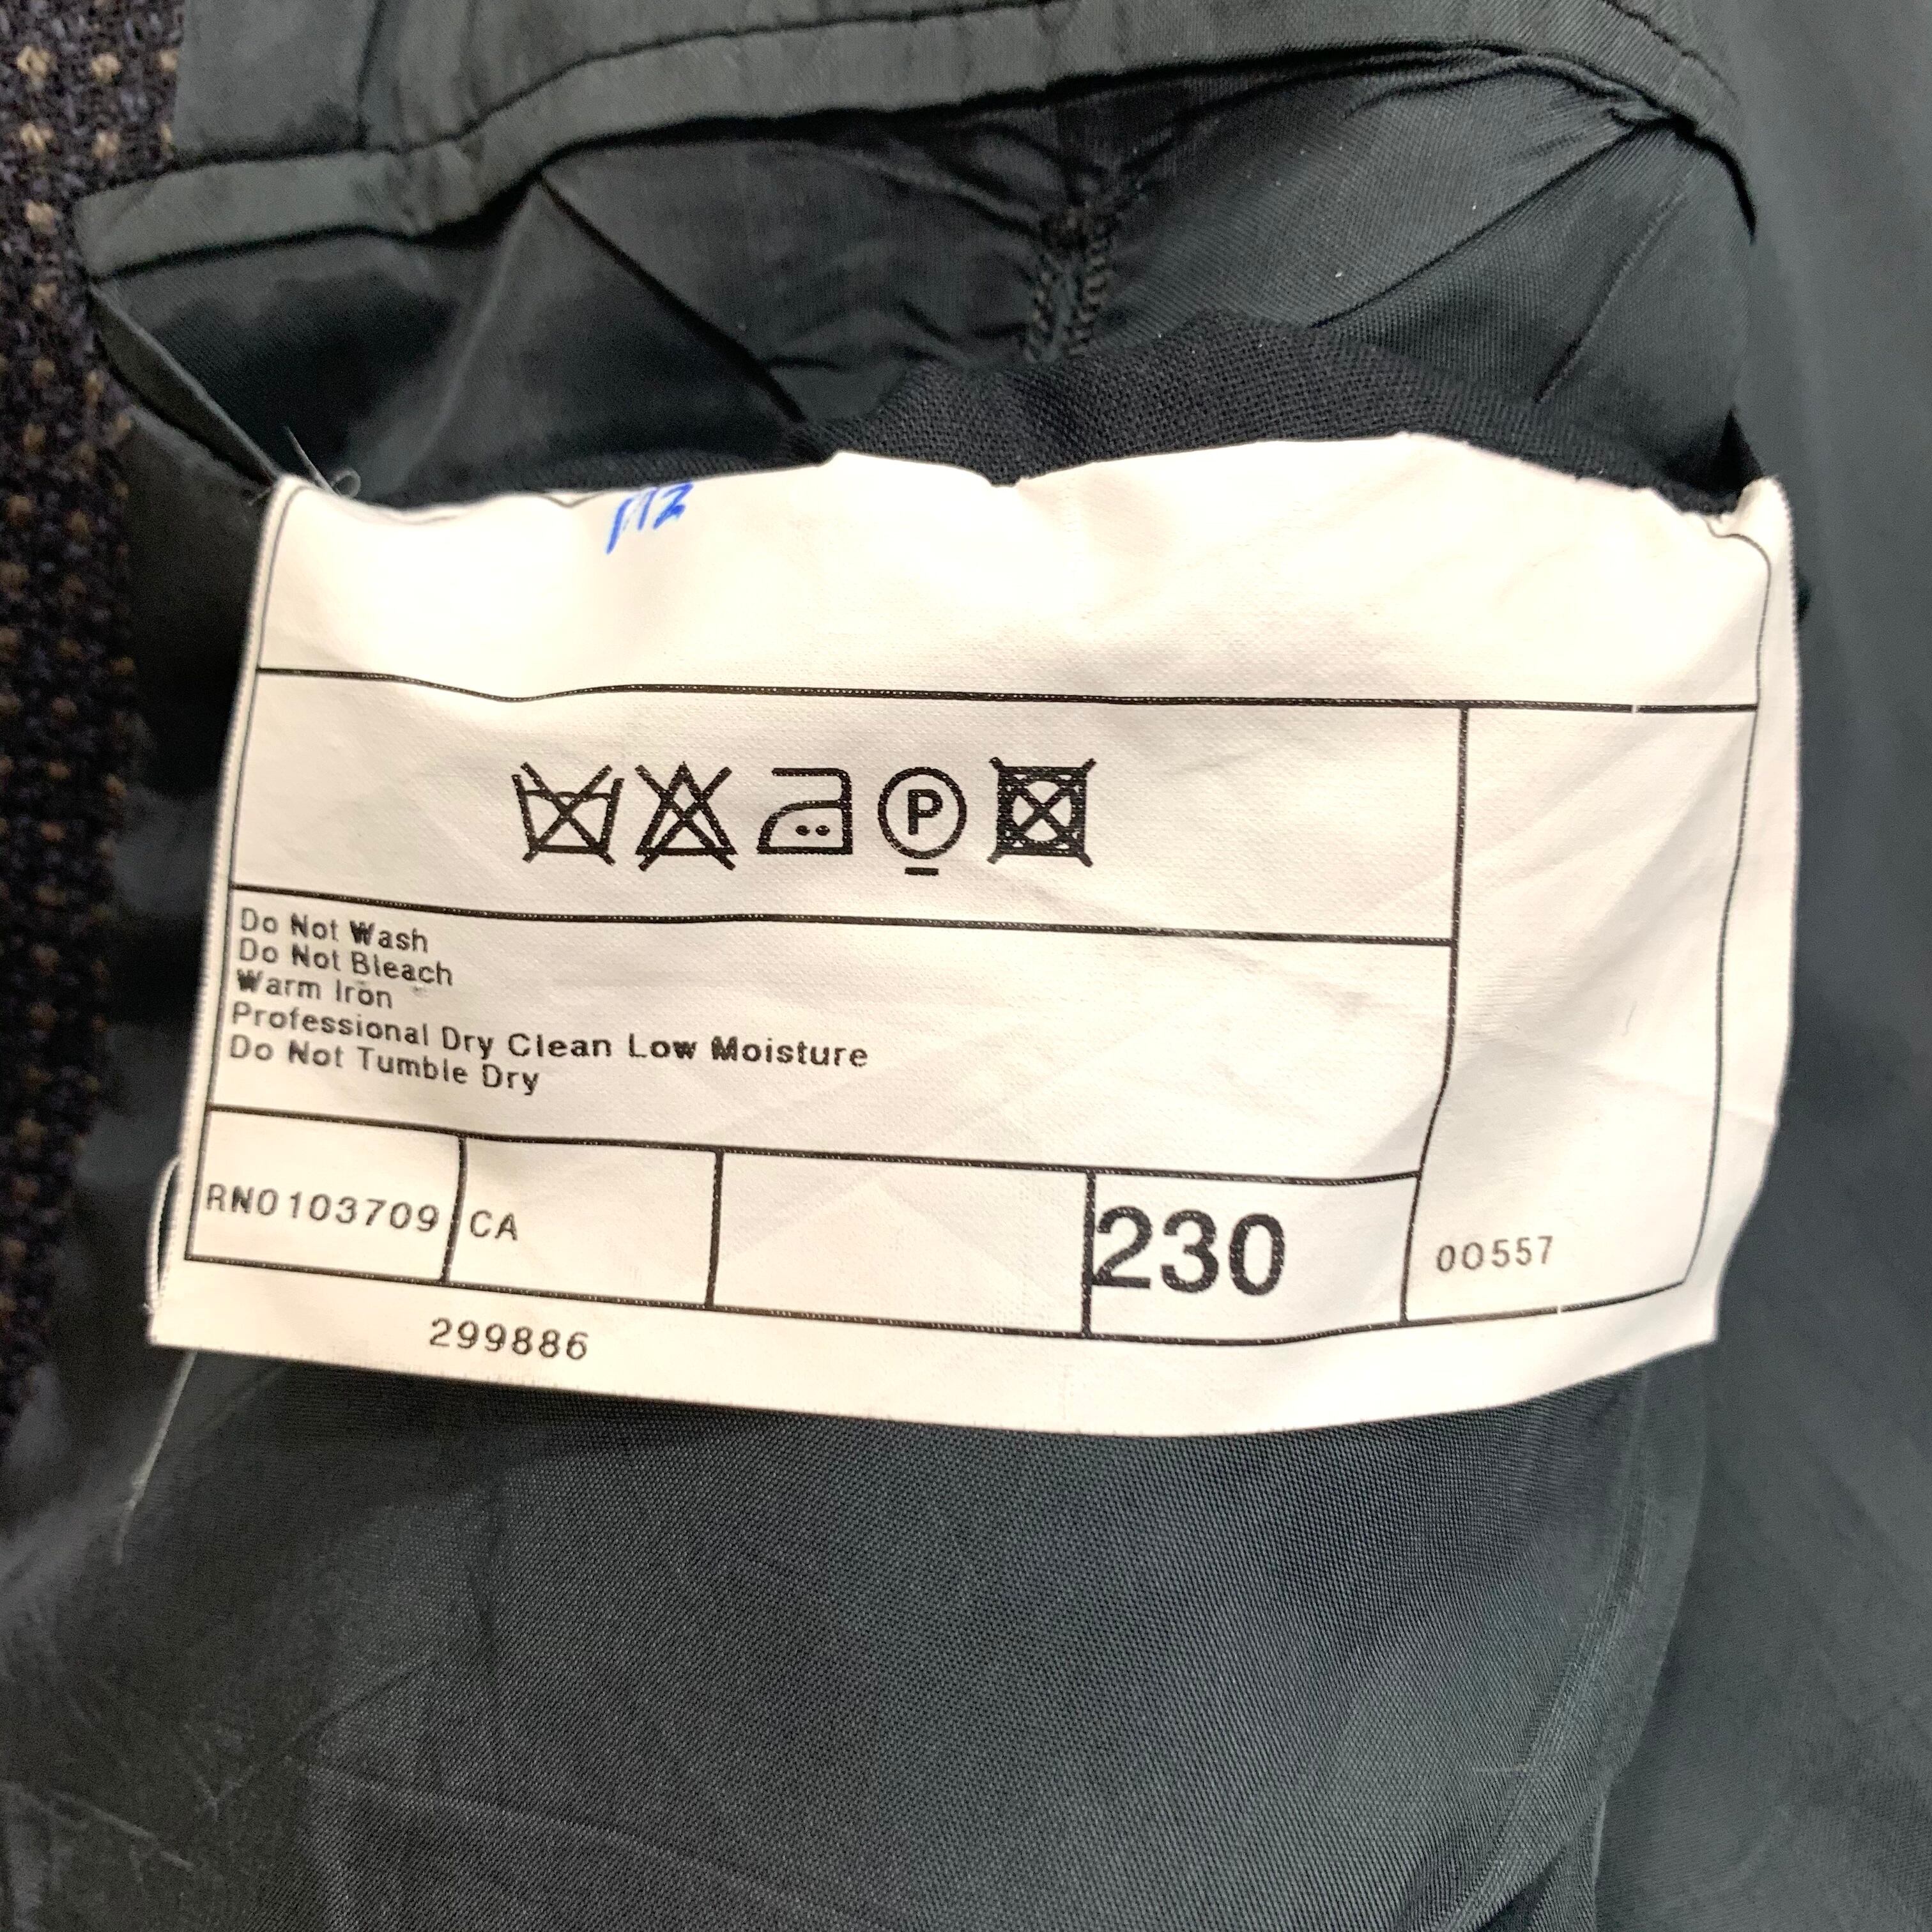 P
Do Not Wash
Do Not Bleach
Warm Iron
Professional Dry Clean Low Moisture
Do Not Tumble Dry
RN0103709 CA 230 00557
299886